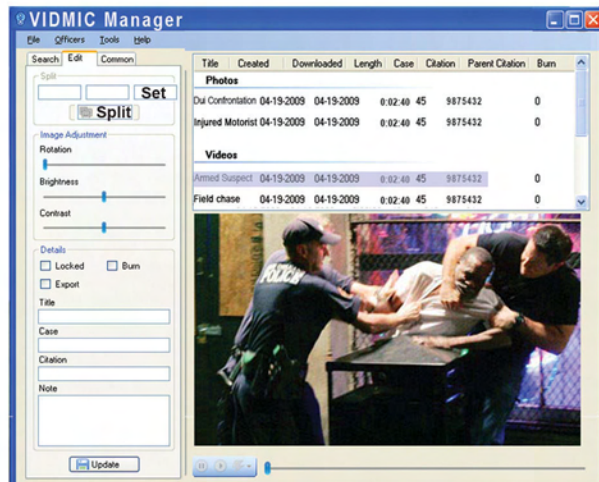 VIDMIC Manager
File Officers Tools Help
Search Edit Common
Split
Set
Split
Image Adjustment
Rotation
Brightness
Contrast
Details
Locked Burn
Export
Title
Case
Citation
Note
Update
Title Created Downloaded Length Case Citation Parent Citation Burn
Photos
Dui Confrontation 04-19-2009 04-19-2009 0:02:40 45 9875432 0
Injured Motorist 04-19-2009 04-19-2009 0:02:40 45 9875432 0
Videos
Armed Suspect 04-19-2009 04-19-2009 0:02:40 45 9875432 0
Field chase 04-19-2009 04-19-2009 0:02:40 45 9875432 0
POLICE